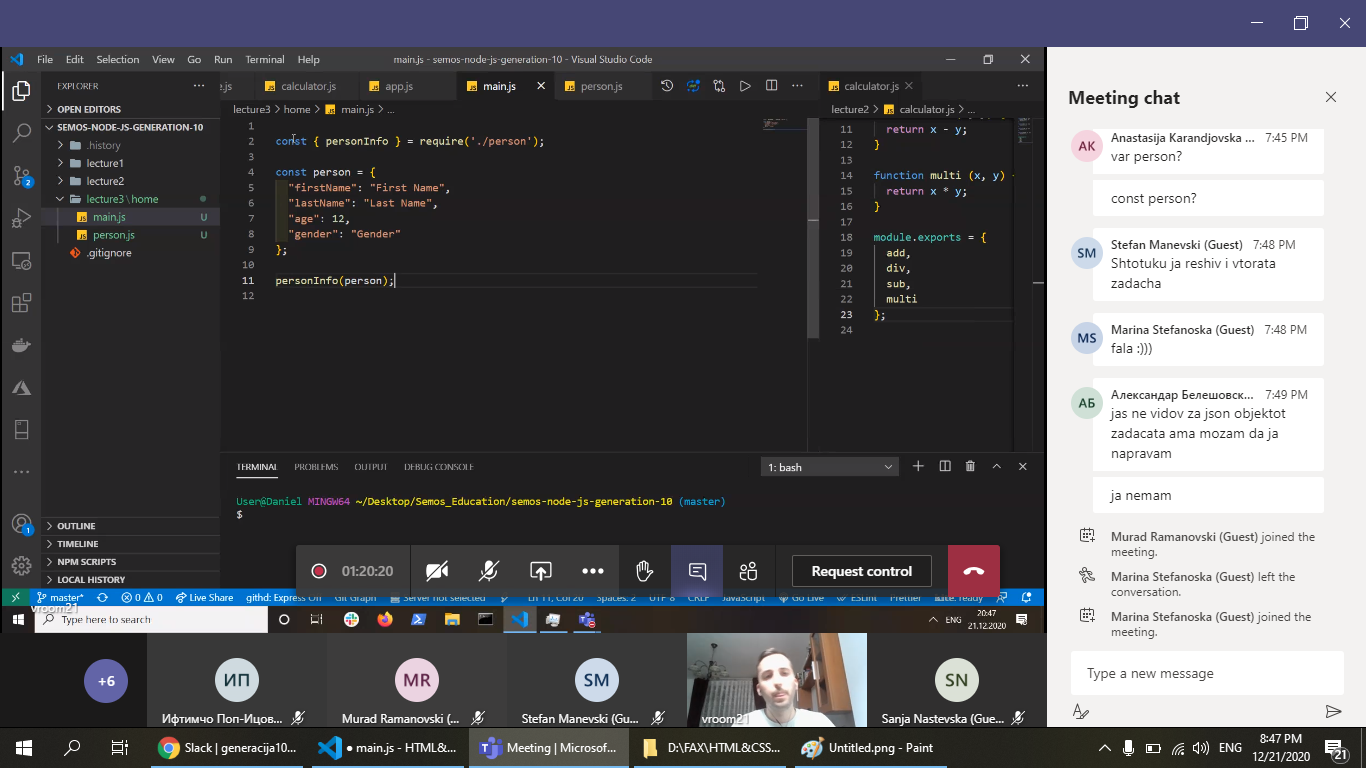 File Edit Selection View Go Run Terminal Help main.js - semos-node-js-generation-10 - Visual Studio Code
EXPLORER
OPEN EDITORS
SEMOS-NODE-JS-GENERATION-10
.history
lecture1
lecture2
lecture3\home
JS main.js U
JS person.js U
.gitignore
OUTLINE
TIMELINE
NPM SCRIPTS
LOCAL HISTORY
2
1
e.js JS calculator.js JS app.js JS main.js JS person.js
lecture3 > home > JS main.js > ...
1
2 const { personInfo } = require('./person');
3
4 const person = {
5 "firstName": "First Name",
6 "lastName": "Last Name",
7 "age": 12,
8 "gender": "Gender"
9 };
10
11 personInfo(person);
12
JS calculator.js
lecture2 > JS calculator.js > ...
11 return x - y;
12 }
13
14 function multi (x, y)
15 return x * y;
16 }
17
18 module.exports = {
19 add,
20 div,
21 sub,
22 multi
23 };
24
TERMINAL PROBLEMS OUTPUT DEBUG CONSOLE 1: bash
User@Daniel MINGW64 ~/Desktop/Semos_Education/semos-node-js-generation-10 (master)
$
01:20:20 Request control
master* 0 0 Live Share githd: Express On Git Graph Server not selected Ln 11, Col 20 Spaces: 2 UTF-8 CRLF JavaScript Go Live ESLint Prettier
vroom21
Type here to search ENG 20:47
21.12.2020
+6
ИП
Ифтимчо Поп-Ицов...
MR
Murad Ramanovski (...
SM
Stefan Manevski (Gu...
vroom21
SN
Sanja Nastevska (Gue...
Meeting chat
AK
Anastasija Karandjovska ... 7:45 PM
var person?
const person?
SM
Stefan Manevski (Guest) 7:48 PM
Shtotuku ja reshiv i vtorata
zadacha
MS
Marina Stefanoska (Guest) 7:48 PM
fala :)))
АБ
Александар Белешовск... 7:49 PM
jas ne vidov za json objektot
zadacata ama mozam da ja
napravam
ja nemam
Murad Ramanovski (Guest) joined the
meeting.
Marina Stefanoska (Guest) left the
conversation.
Marina Stefanoska (Guest) joined the
meeting.
Type a new message
Slack | generacija10... ● main.js - HTML&... Meeting | Microsof... D:\FAX\HTML&CSS... Untitled.png - Paint ENG 8:47 PM
12/21/2020
21